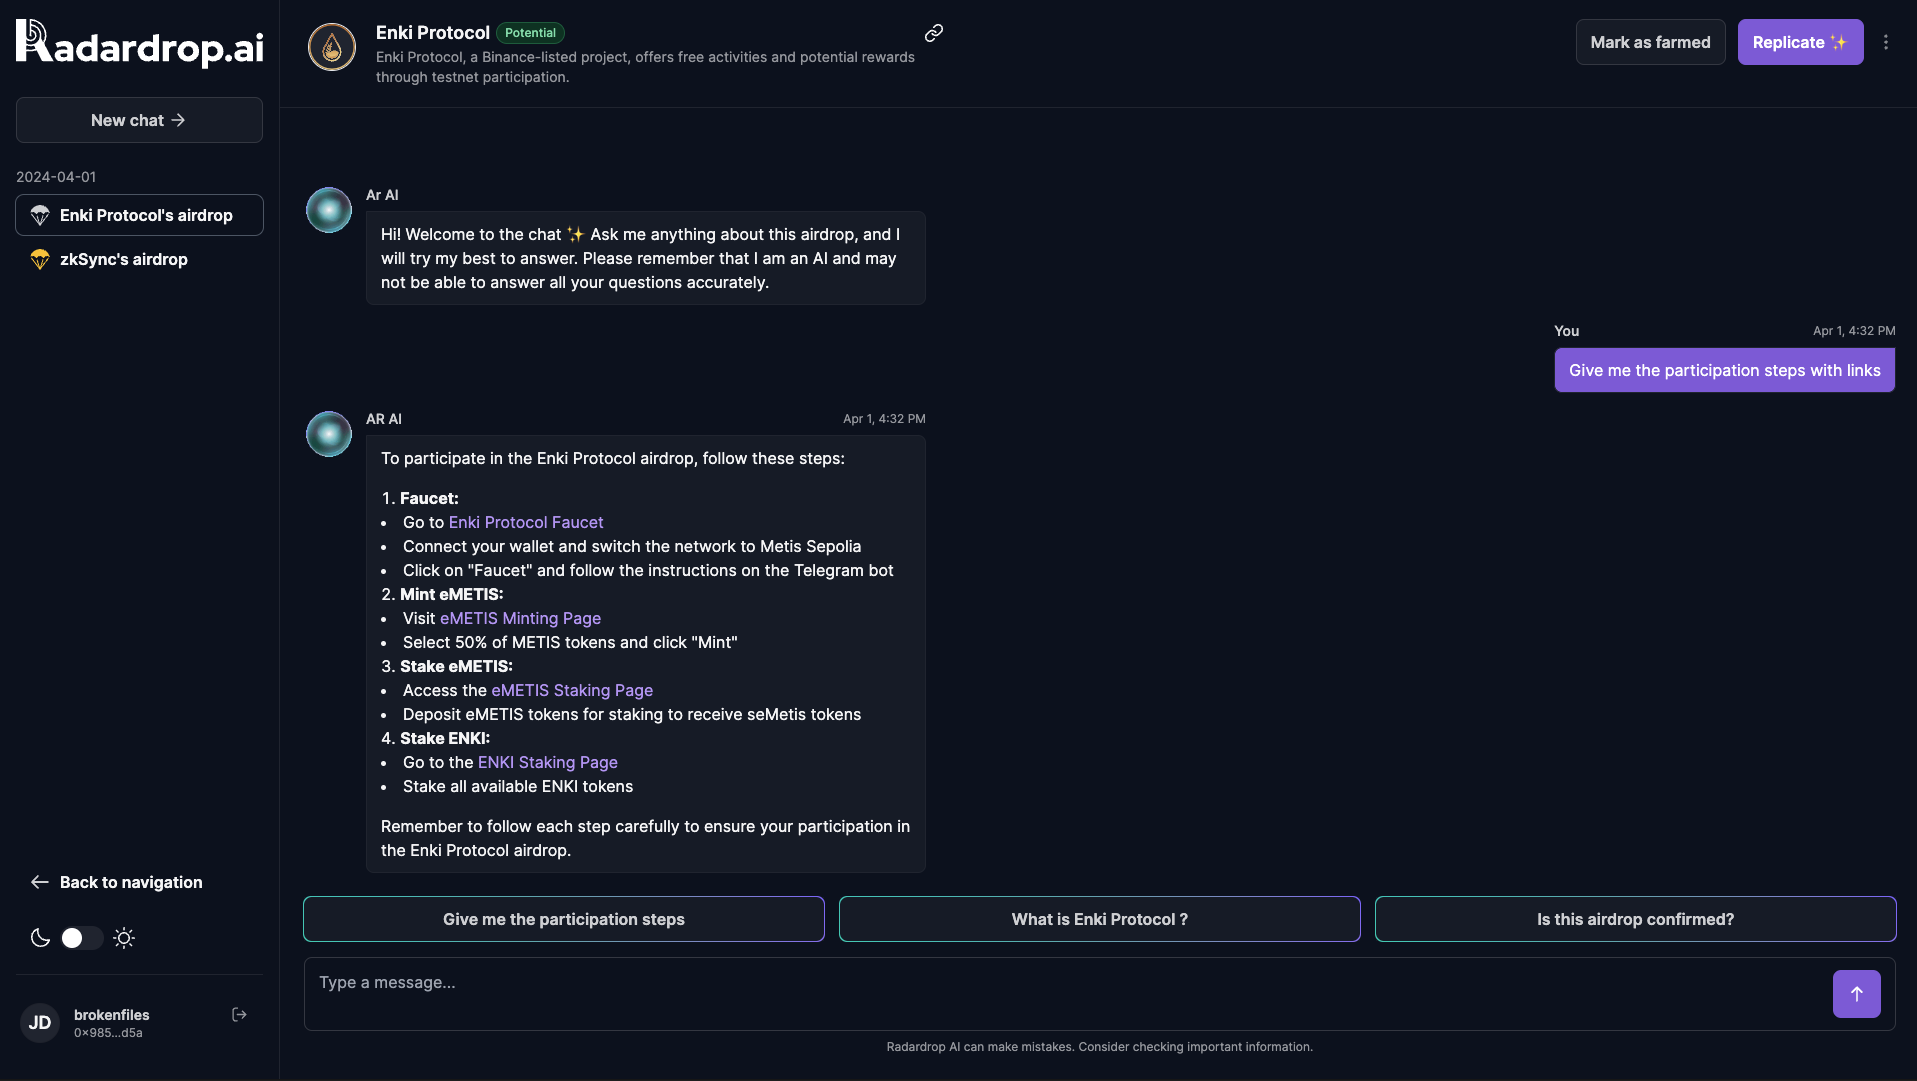 Radardrop.ai
New chat →
2024-04-01
Enki Protocol's airdrop
zkSync's airdrop
← Back to navigation
JD
brokenfiles
0×985...d5a
Enki Protocol Potential
Enki Protocol, a Binance-listed project, offers free activities and potential rewards
through testnet participation.
Mark as farmed
Replicate ✨
Ar AI
Hi! Welcome to the chat ✨ Ask me anything about this airdrop, and I
will try my best to answer. Please remember that I am an AI and may
not be able to answer all your questions accurately.
You Apr 1, 4:32 PM
Give me the participation steps with links
AR AI Apr 1, 4:32 PM
To participate in the Enki Protocol airdrop, follow these steps:
1. Faucet:
• Go to Enki Protocol Faucet
• Connect your wallet and switch the network to Metis Sepolia
• Click on "Faucet" and follow the instructions on the Telegram bot
2. Mint eMETIS:
• Visit eMETIS Minting Page
• Select 50% of METIS tokens and click "Mint"
3. Stake eMETIS:
• Access the eMETIS Staking Page
• Deposit eMETIS tokens for staking to receive seMetis tokens
4. Stake ENKI:
• Go to the ENKI Staking Page
• Stake all available ENKI tokens
Remember to follow each step carefully to ensure your participation in
the Enki Protocol airdrop.
Give me the participation steps
What is Enki Protocol ?
Is this airdrop confirmed?
Type a message...
Radardrop AI can make mistakes. Consider checking important information.